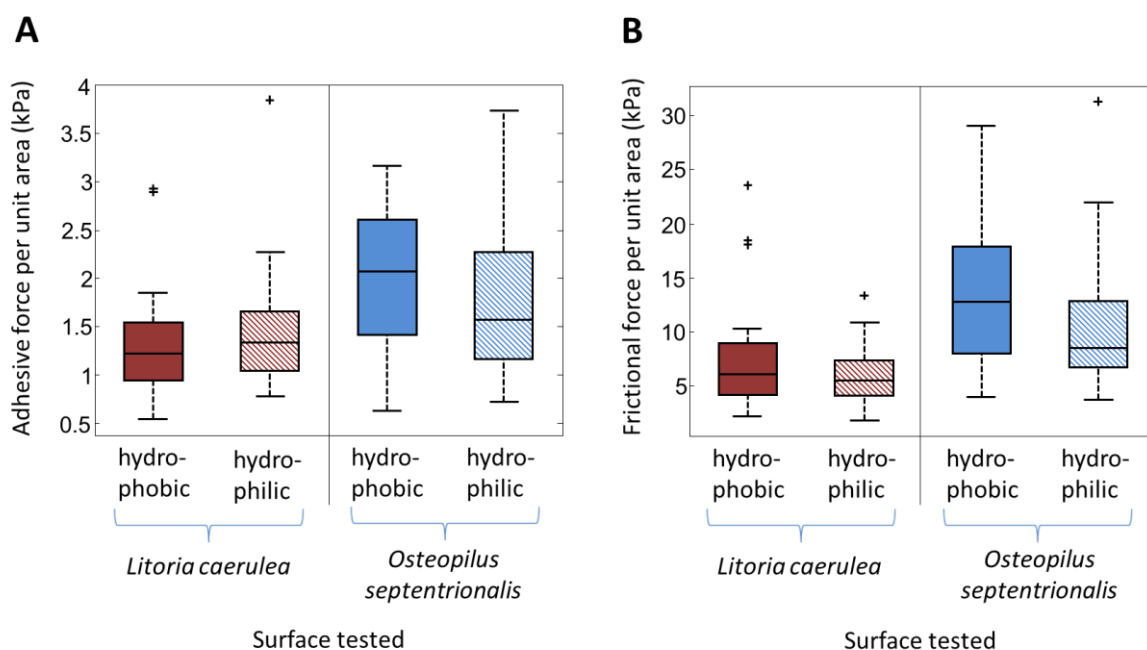 A
Adhesive force per unit area (kPa)
4
3.5
3
2.5
2
1.5
1
0.5
hydro-
phobic
hydro-
philic
hydro-
phobic
hydro-
philic
Litoria caerulea
Osteopilus
septentrionalis
Surface tested
B
Frictional force per unit area (kPa)
30
25
20
15
10
5
hydro-
phobic
hydro-
philic
hydro-
phobic
hydro-
philic
Litoria caerulea
Osteopilus
septentrionalis
Surface tested